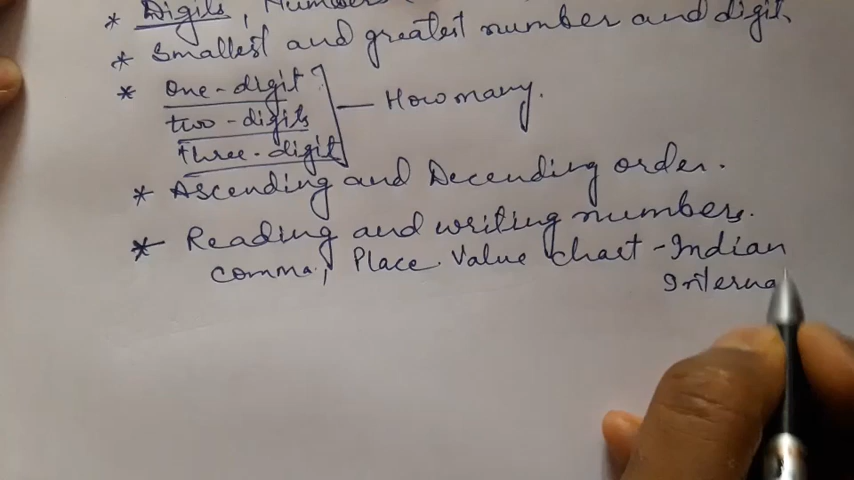 * Digits, Numbers
* Smallest and greatest number and digit.
* One-digit
two-digits
three-digit
— How many.
* Ascending and Decending order.
* Reading and writing numbers.
comma, Place Value chart - Indian
Interna